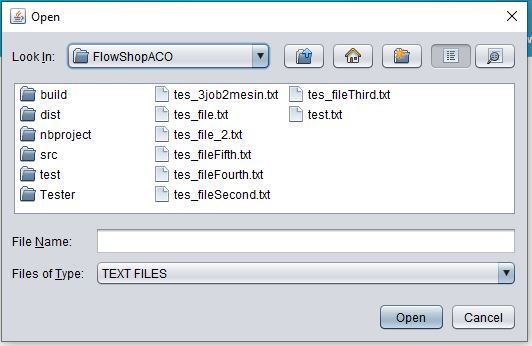 Open
Look In: FlowShopACO
build
dist
nbproject
src
test
Tester
tes_3job2mesin.txt
tes_file.txt
tes_file_2.txt
tes_fileFifth.txt
tes_fileFourth.txt
tes_fileSecond.txt
tes_fileThird.txt
test.txt
File Name:
Files of Type: TEXT FILES
Open Cancel